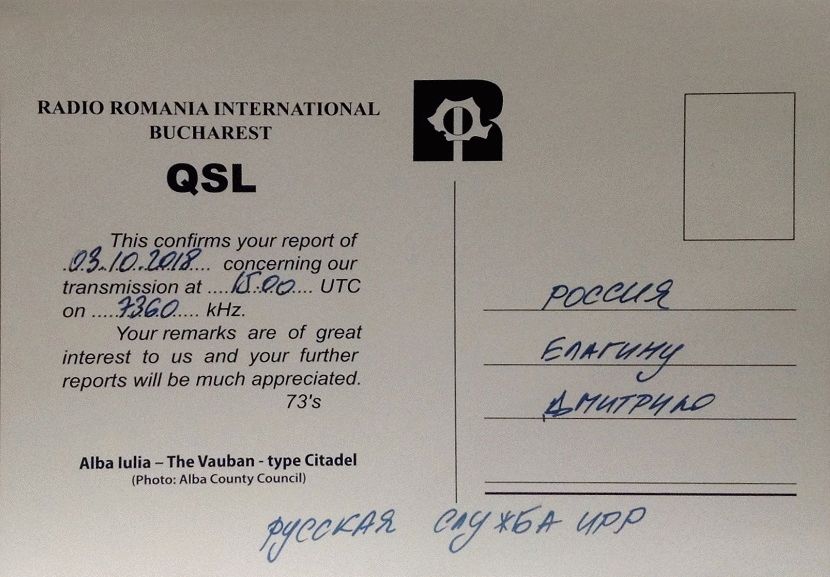 RADIO ROMANIA INTERNATIONAL
BUCHAREST
QSL
This confirms your report of
03.10.2018 concerning our
transmission at ....15.00.... UTC
on .....7360..... kHz.
Your remarks are of great
interest to us and your further
reports will be much appreciated.
73's
Alba Iulia – The Vauban - type Citadel
(Photo: Alba County Council)
РОССИЯ
ЕЛАГИНУ
ДМИТРИЮ
РУССКАЯ СЛУЖБА ИРР